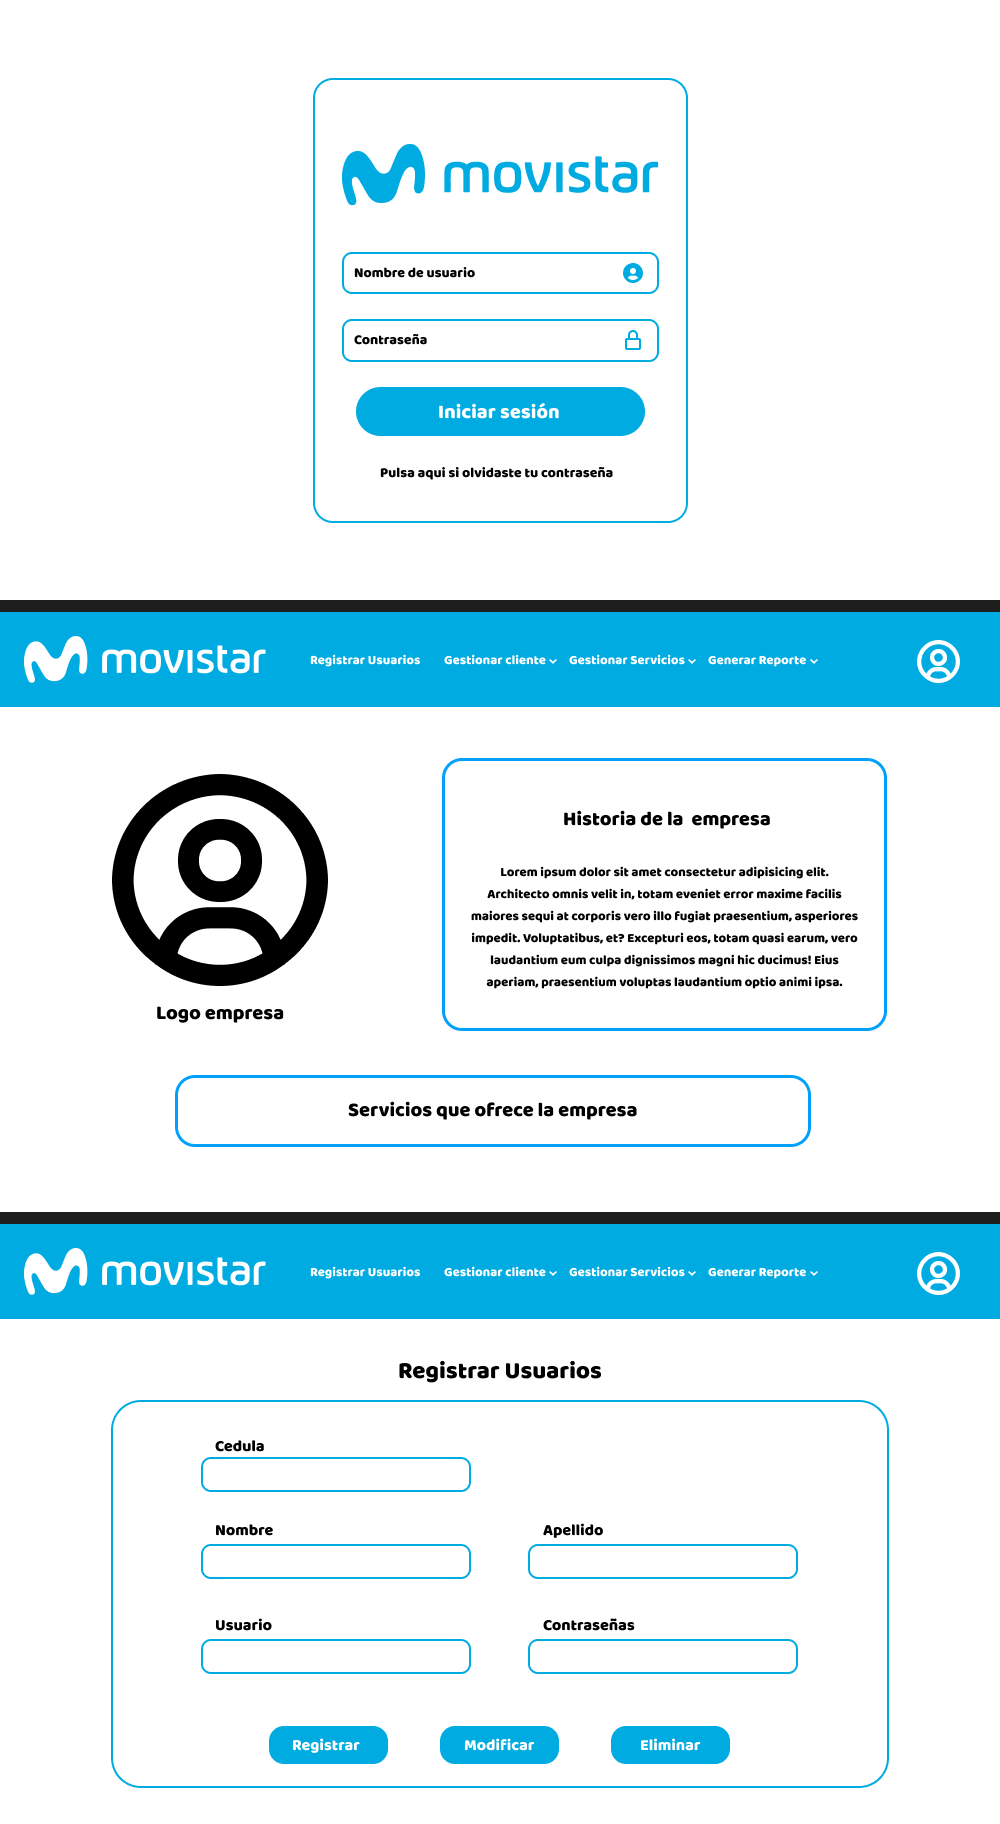 movistar
Nombre de usuario
Contraseña
Iniciar sesión
Pulsa aqui si olvidaste tu contraseña
movistar Registrar Usuarios Gestionar cliente Gestionar Servicios Generar Reporte
Historia de la empresa
Lorem ipsum dolor sit amet consectetur adipisicing elit.
Architecto omnis velit in, totam eveniet error maxime facilis
maiores sequi at corporis vero illo fugiat praesentium, asperiores
impedit. Voluptatibus, et? Excepturi eos, totam quasi earum, vero
laudantium eum culpa dignissimos magni hic ducimus! Eius
aperiam, praesentium voluptas laudantium optio animi ipsa.
Logo empresa
Servicios que ofrece la empresa
movistar Registrar Usuarios Gestionar cliente Gestionar Servicios Generar Reporte
Registrar Usuarios
Cedula
Nombre Apellido
Usuario Contraseñas
Registrar Modificar Eliminar